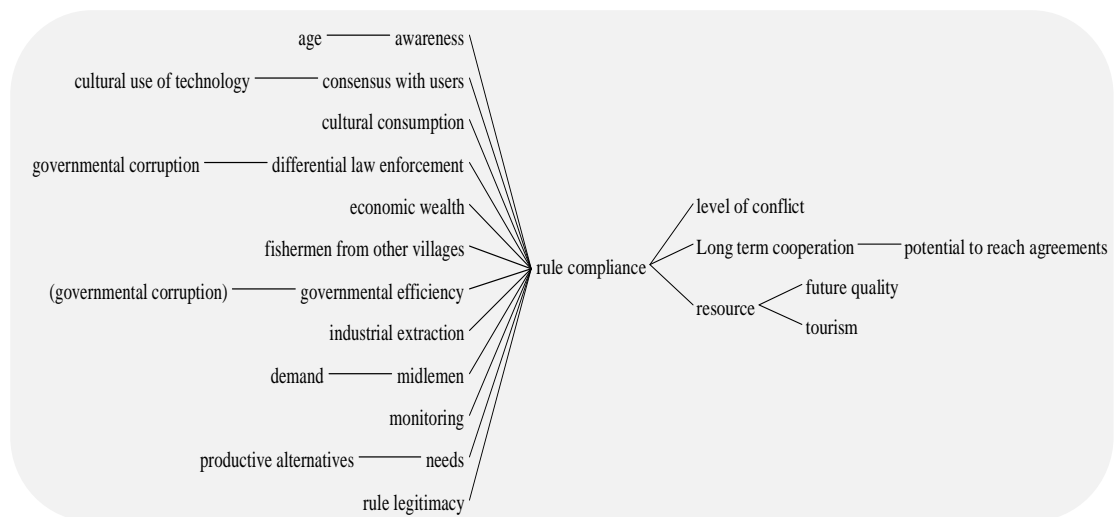 age awareness
cultural use of technology consensus with users
cultural consumption
governmental corruption differential law enforcement
level of conflict
economic wealth
fishermen from other villages
Long term cooperation potential to reach agreements
rule compliance
(governmental corruption) governmental efficiency
future quality
resource
industrial extraction
tourism
demand midlemen
monitoring
productive alternatives needs
rule legitimacy